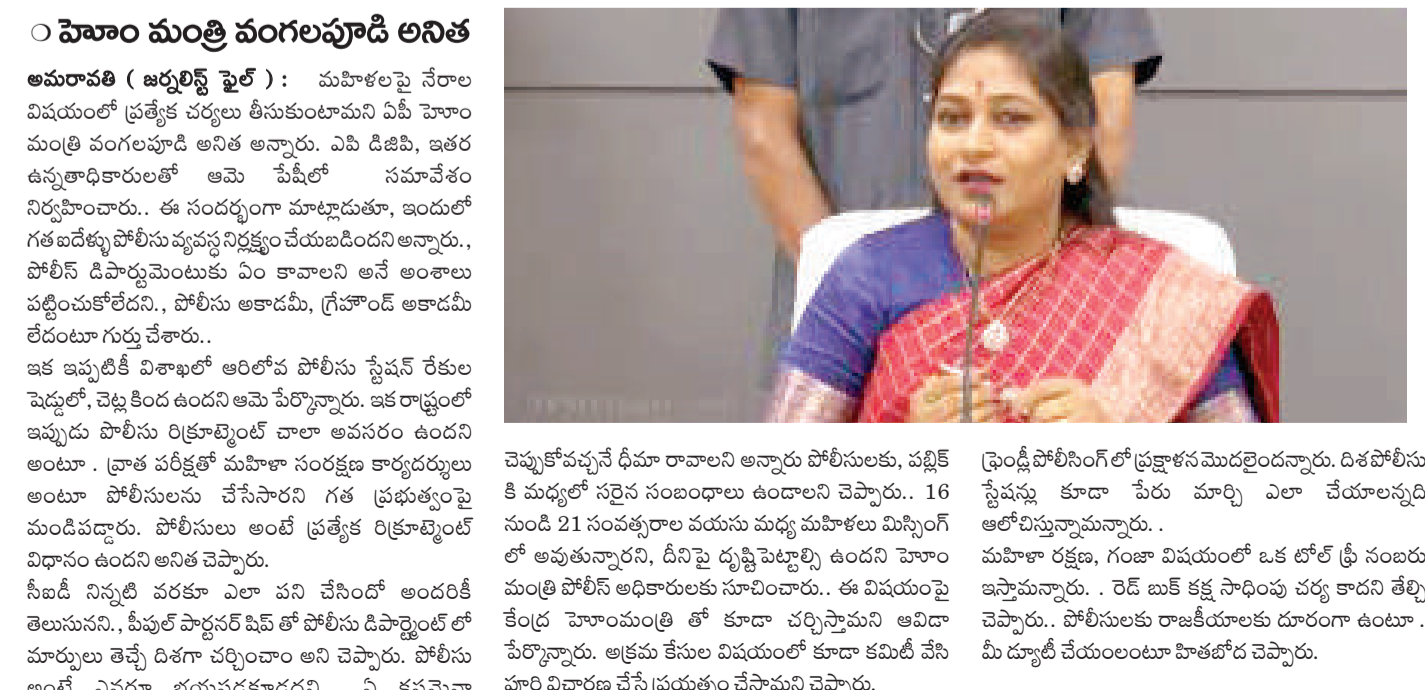 ❍ హెూం మంత్రి వంగలపూడి అనిత
అమరావతి ( జర్నలిస్ట్ ఫైల్ ) : మహిళలపై నేరాల
విషయంలో ప్రత్యేక చర్యలు తీసుకుంటామని ఏపీ హెూం
మంత్రి వంగలపూడి అనిత అన్నారు. ఎపి డిజిపి, ఇతర
ఉన్నతాధికారులతో ఆమె పేషీలో సమావేశం
నిర్వహించారు.. ఈ సందర్భంగా మాట్లాడుతూ, ఇందులో
గత ఐదేళ్ళు పోలీసు వ్యవస్ధ నిర్లక్ష్యం చేయబడిందని అన్నారు.,
పోలీస్ డిపార్టుమెంటుకు ఏం కావాలని అనే అంశాలు
పట్టించుకోలేదని., పోలీసు అకాడమీ, గ్రేహౌండ్ అకాడమీ
లేదంటూ గుర్తు చేశారు..
ఇక ఇప్పటికీ విశాఖలో ఆరిలోవ పోలీసు స్టేషన్ రేకుల
షెడ్డులో, చెట్ల కింద ఉందని ఆమె పేర్కొన్నారు. ఇక రాష్ట్రంలో
ఇప్పుడు పొలీసు రిక్రూట్మెంట్ చాలా అవసరం ఉందని
అంటూ . వ్రాత పరీక్షతో మహిళా సంరక్షణ కార్యదర్శులు
అంటూ పోలీసులను చేసేసారని గత ప్రభుత్వంపై
మండిపడ్డారు. పోలీసులు అంటే ప్రత్యేక రిక్రూట్మెంట్
విధానం ఉందని అనిత చెప్పారు.
సీఐడీ నిన్నటి వరకూ ఎలా పని చేసిందో అందరికీ
తెలుసునని., పీపుల్ పార్టనర్ షిప్ తో పోలీసు డిపార్ట్మెంట్ లో
మార్పులు తెచ్చే దిశగా చర్చించాం అని చెప్పారు. పోలీసు
చెప్పుకోవచ్చనే ధీమా రావాలని అన్నారు పోలీసులకు, పబ్లిక్
కి మధ్యలో సరైన సంబంధాలు ఉండాలని చెప్పారు.. 16
నుండి 21 సంవత్సరాల వయసు మధ్య మహిళలు మిస్సింగ్
లో అవుతున్నారని, దీనిపై దృష్టిపెట్టాల్సి ఉందని హెూం
మంత్రి పోలీస్ అధికారులకు సూచించారు.. ఈ విషయంపై
కేంద్ర హెూంమంత్రి తో కూడా చర్చిస్తామని ఆవిడా
పేర్కొన్నారు. అక్రమ కేసుల విషయంలో కూడా కమిటీ వేసి
పూర్తి విచారణ చేసే ప్రయత్నం చేస్తామని చెప్పారు.
ఫ్రెండ్లీ పోలీసింగ్ లో ప్రక్షాళన మొదలైందన్నారు. దిశ పోలీసు
స్టేషన్లు కూడా పేరు మార్చి ఎలా చేయాలన్నది
ఆలోచిస్తున్నామన్నారు. .
మహిళా రక్షణ, గంజా విషయంలో ఒక టోల్ ఫ్రీ నంబరు
ఇస్తామన్నారు. . రెడ్ బుక్ కక్ష సాధింపు చర్య కాదని తేల్చి
చెప్పారు.. పోలీసులకు రాజకీయాలకు దూరంగా ఉంటూ .
మీ డ్యూటీ చేయంలంటూ హితబోద చెప్పారు.